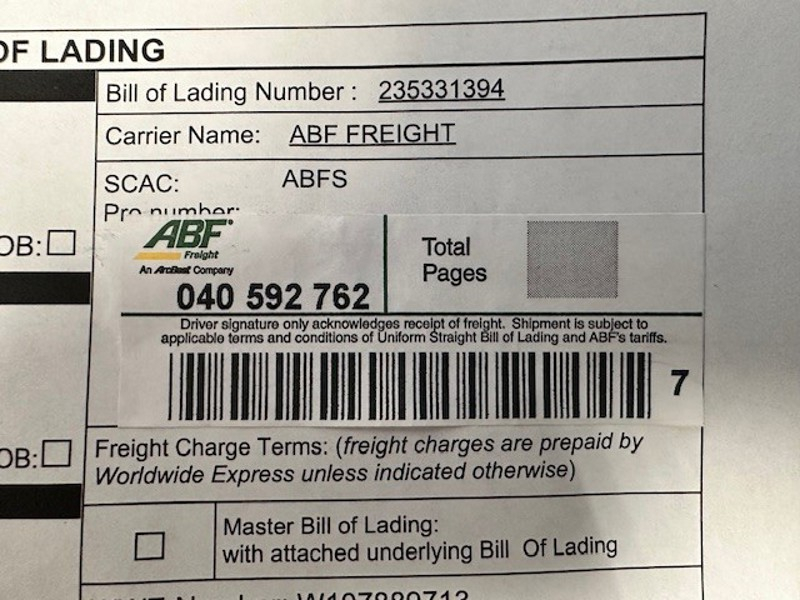 OF LADING
Bill of Lading Number : 235331394
Carrier Name: ABF FREIGHT
SCAC: ABFS
Pro number:
OB:
ABF
Freight
An ArcBest Company
Total
Pages
040 592 762
Driver signature only acknowledges receipt of freight. Shipment is subject to
applicable terms and conditions of Uniform Straight Bill of Lading and ABF's tariffs.
7
OB:
Freight Charge Terms: (freight charges are prepaid by
Worldwide Express unless indicated otherwise)
Master Bill of Lading:
with attached underlying Bill Of Lading